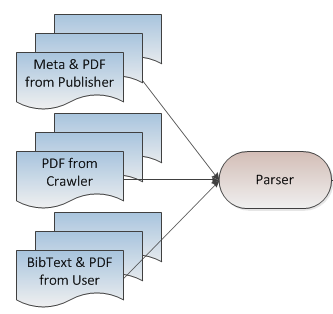 Meta & PDF
from Publisher
PDF from
Crawler
Parser
BibText & PDF
from User